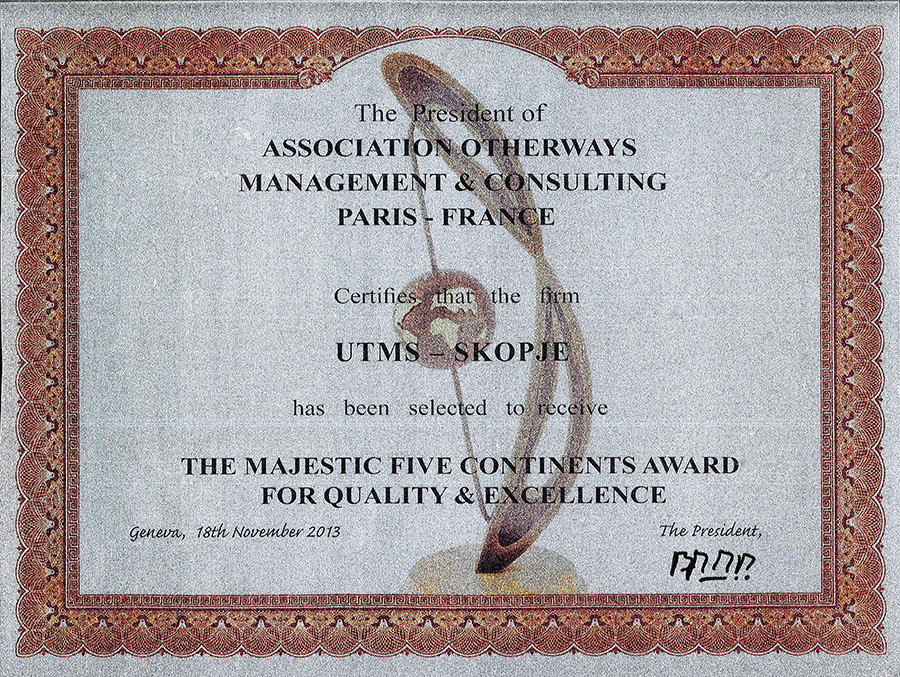 The President of
ASSOCIATION OTHERWAYS
MANAGEMENT & CONSULTING
PARIS - FRANCE
Certifies that the firm
UTMS – SKOPJE
has been selected to receive
THE MAJESTIC FIVE CONTINENTS AWARD
FOR QUALITY & EXCELLENCE
Geneva, 18th November 2013
The President,